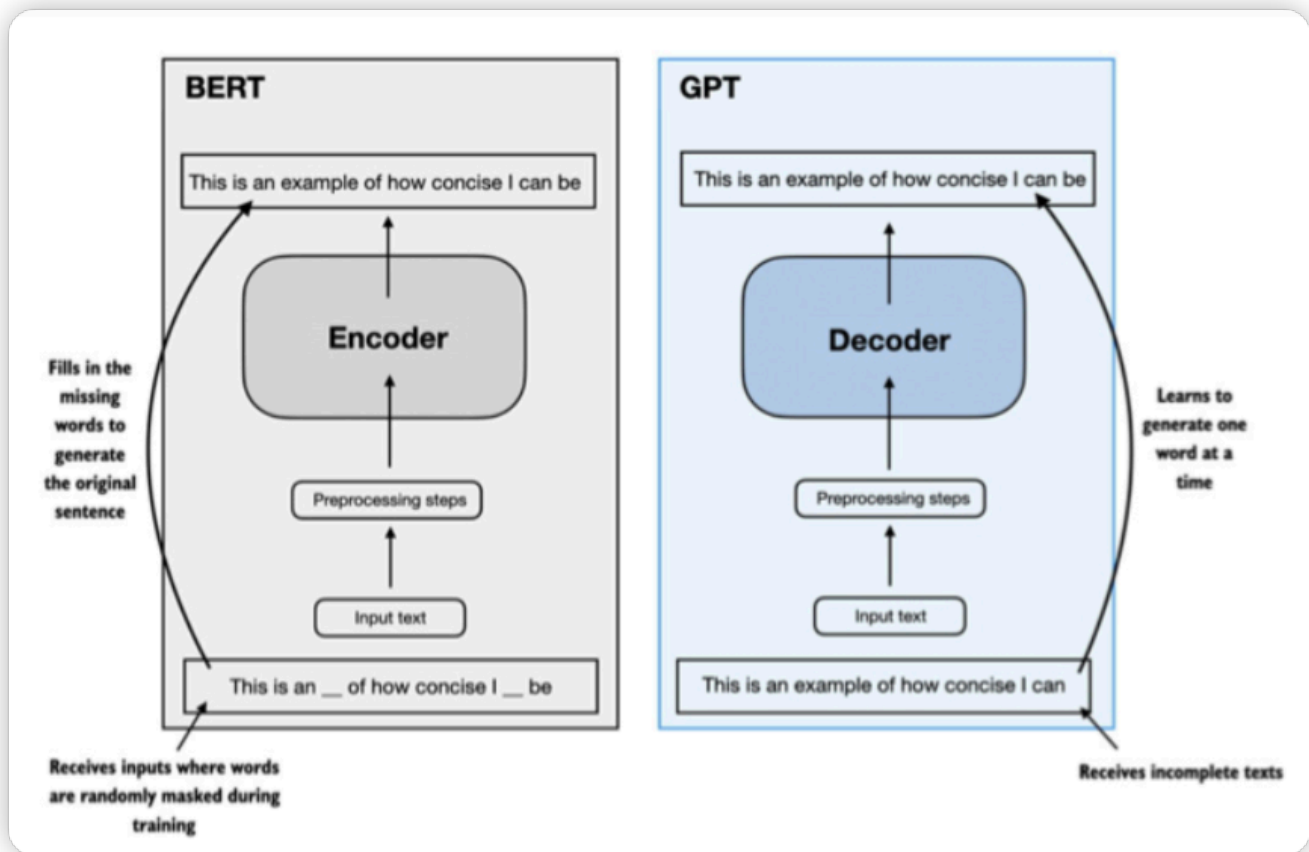 BERT
This is an example of how concise I can be
Encoder
Fills in the
missing
words to
generate
the original
sentence
Preprocessing steps
Input text
This is an __ of how concise I __ be
Receives inputs where words
are randomly masked during
training
GPT
This is an example of how concise I can be
Decoder
Learns to
generate one
word at a
time
Preprocessing steps
Input text
This is an example of how concise I can
Receives incomplete texts